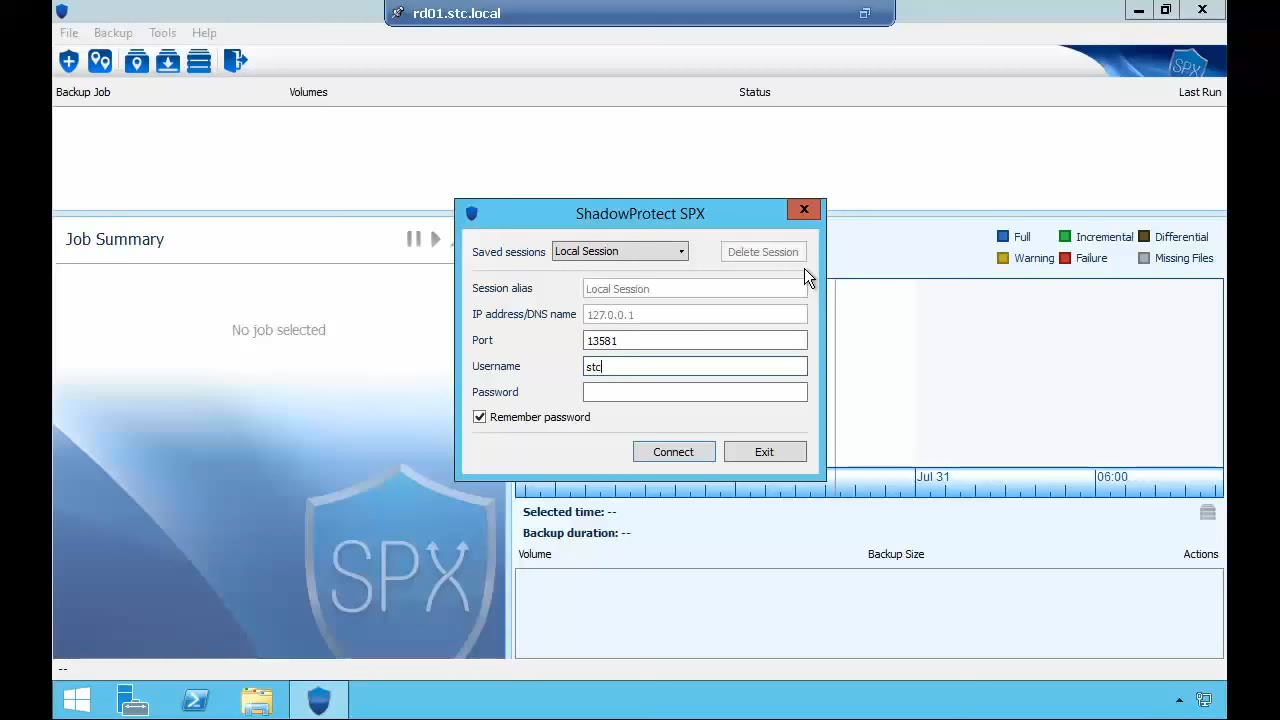 rd01.stc.local
File Backup Tools Help
SPX
Backup Job Volumes Status Last Run
Job Summary
No job selected
ShadowProtect SPX
Saved sessions Local Session Delete Session
Session alias Local Session
IP address/DNS name 127.0.0.1
Port 13581
Username stc
Password
Remember password
Connect Exit
Full Incremental Differential
Warning Failure Missing Files
Jul 31 06:00
SPX
Selected time: --
Backup duration: --
Volume Backup Size Actions
--